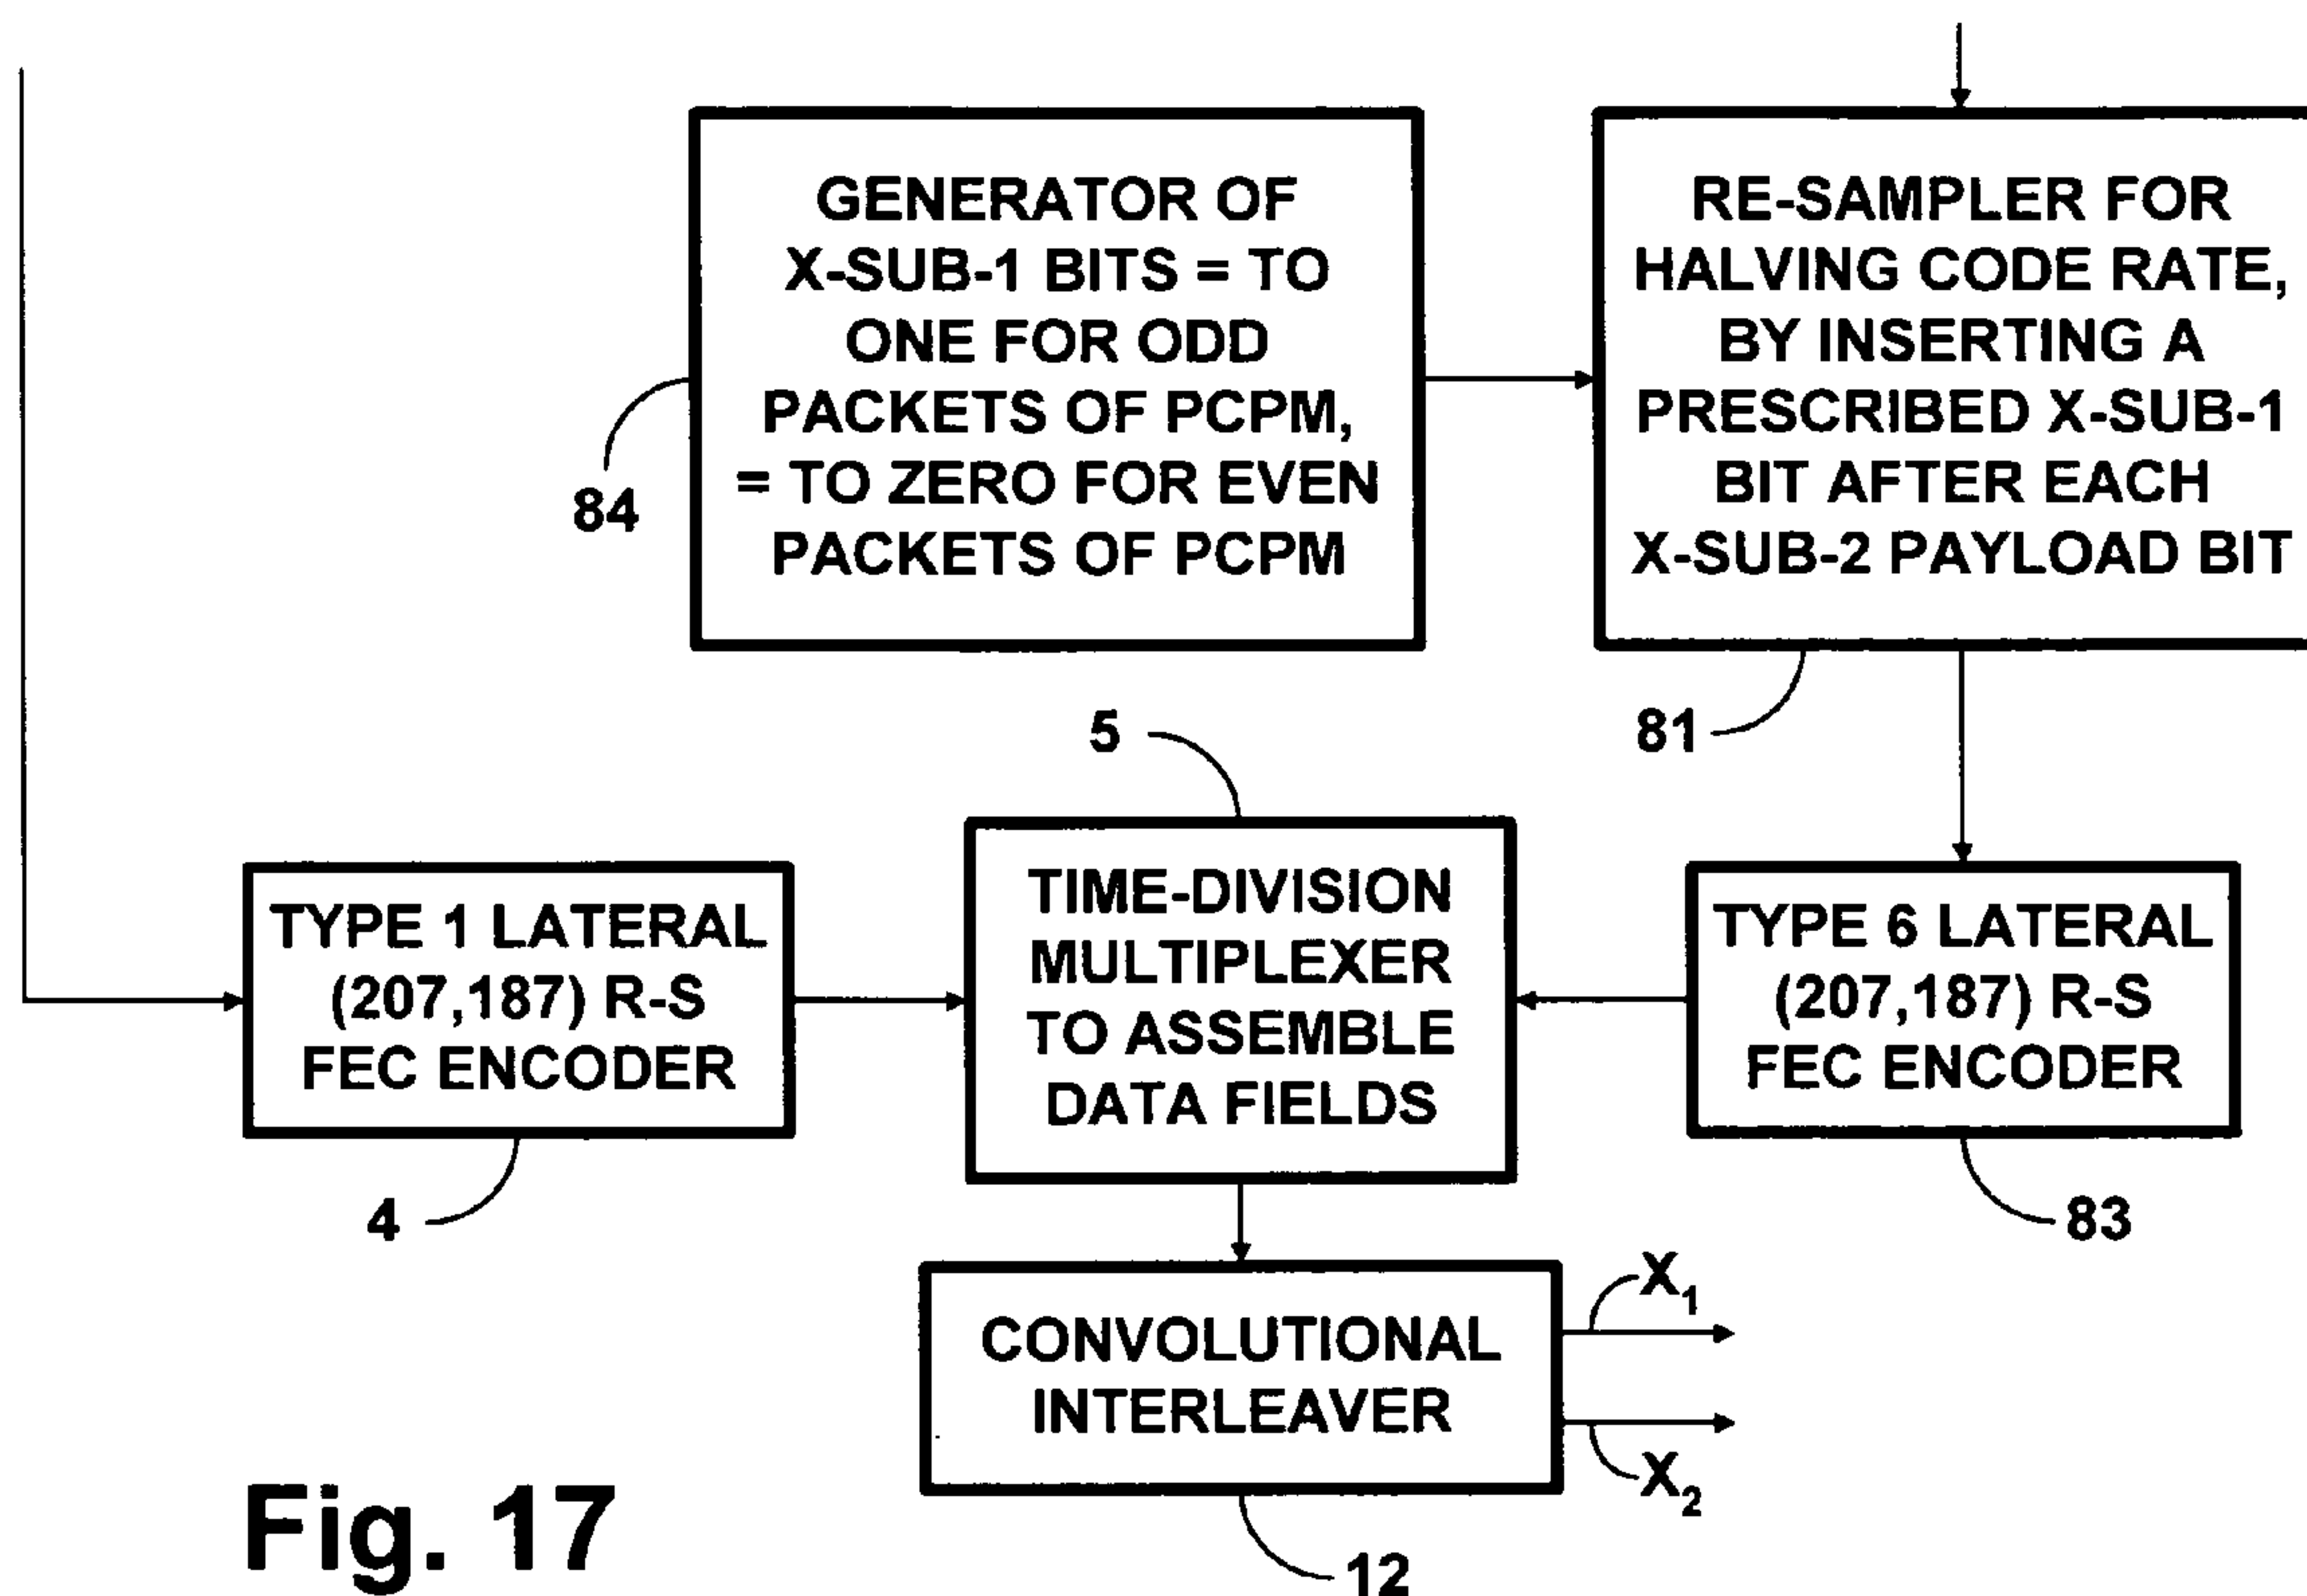 GENERATOR OF
X-SUB-1 BITS = TO
ONE FOR ODD
PACKETS OF PCPM,
= TO ZERO FOR EVEN
PACKETS OF PCPM
84
RE-SAMPLER FOR
HALVING CODE RATE,
BY INSERTING A
PRESCRIBED X-SUB-1
BIT AFTER EACH
X-SUB-2 PAYLOAD BIT
81
5
TYPE 1 LATERAL
(207,187) R-S
FEC ENCODER
4
TIME-DIVISION
MULTIPLEXER
TO ASSEMBLE
DATA FIELDS
TYPE 6 LATERAL
(207,187) R-S
FEC ENCODER
83
CONVOLUTIONAL
INTERLEAVER
X1
X2
12
Fig. 17